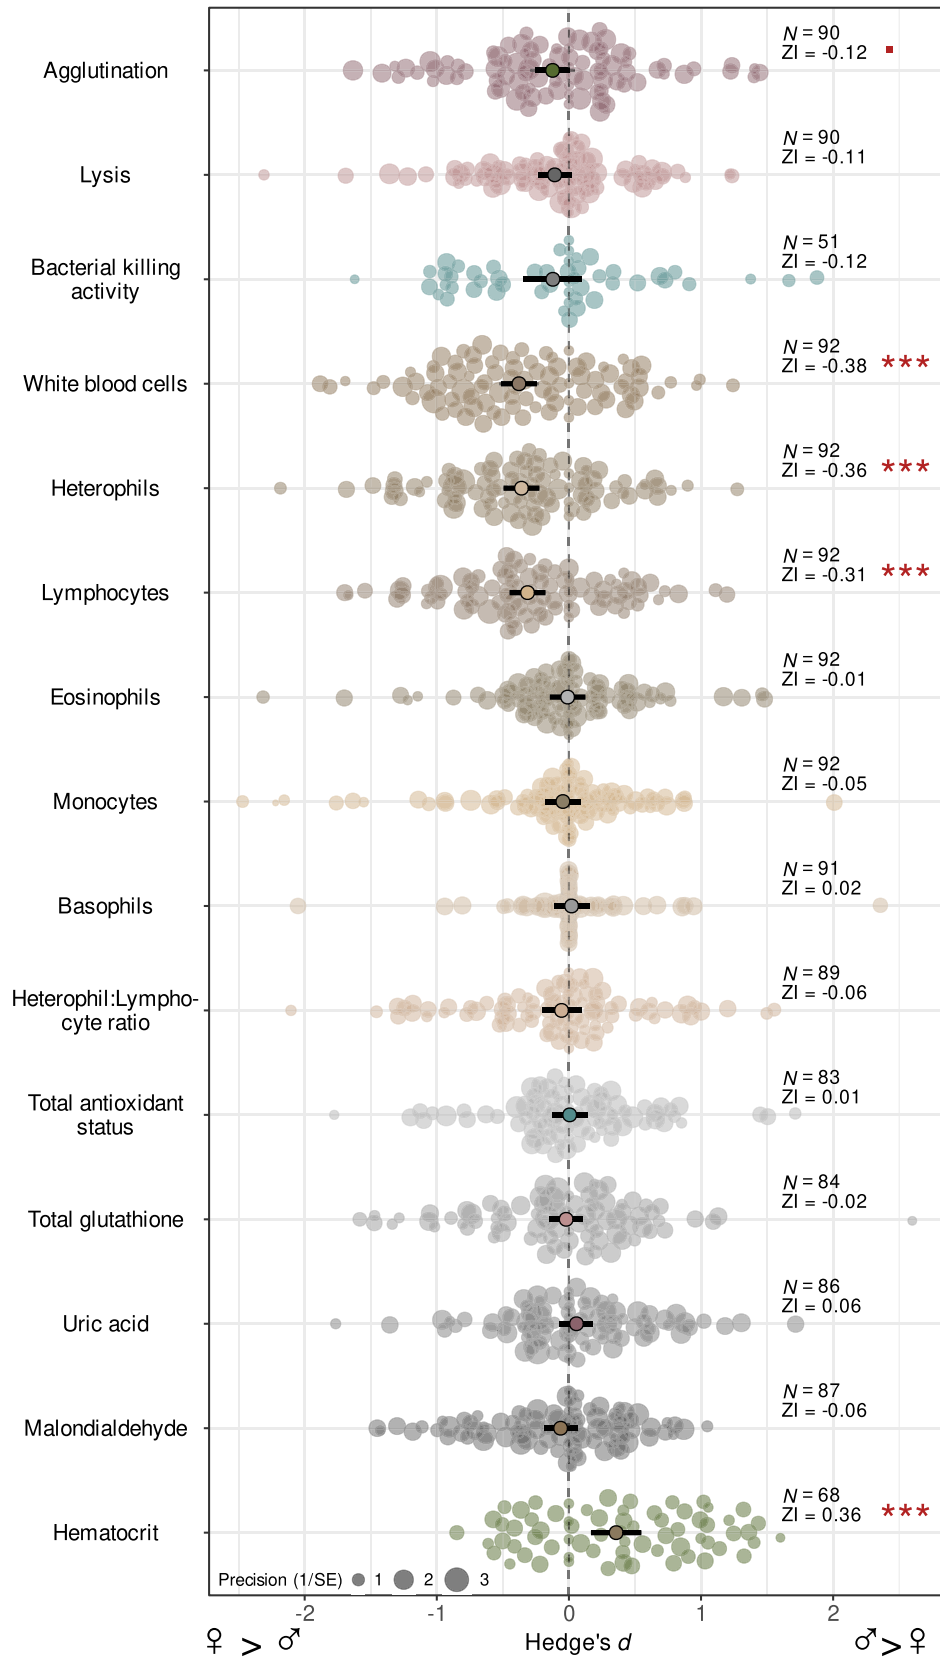 Agglutination
N = 90
ZI = -0.12
Lysis
N = 90
ZI = -0.11
Bacterial killing
activity
N = 51
ZI = -0.12
White blood cells
N = 92
ZI = -0.38 ***
Heterophils
N = 92
ZI = -0.36 ***
Lymphocytes
N = 92
ZI = -0.31 ***
Eosinophils
N = 92
ZI = -0.01
Monocytes
N = 92
ZI = -0.05
Basophils
N = 91
ZI = 0.02
Heterophil:Lympho-
cyte ratio
N = 89
ZI = -0.06
Total antioxidant
status
N = 83
ZI = 0.01
Total glutathione
N = 84
ZI = -0.02
Uric acid
N = 86
ZI = 0.06
Malondialdehyde
N = 87
ZI = -0.06
Hematocrit
N = 68
ZI = 0.36 ***
Precision (1/SE) 1 2 3
-2 -1 0 1 2
♀ > ♂ Hedge's d ♂ > ♀